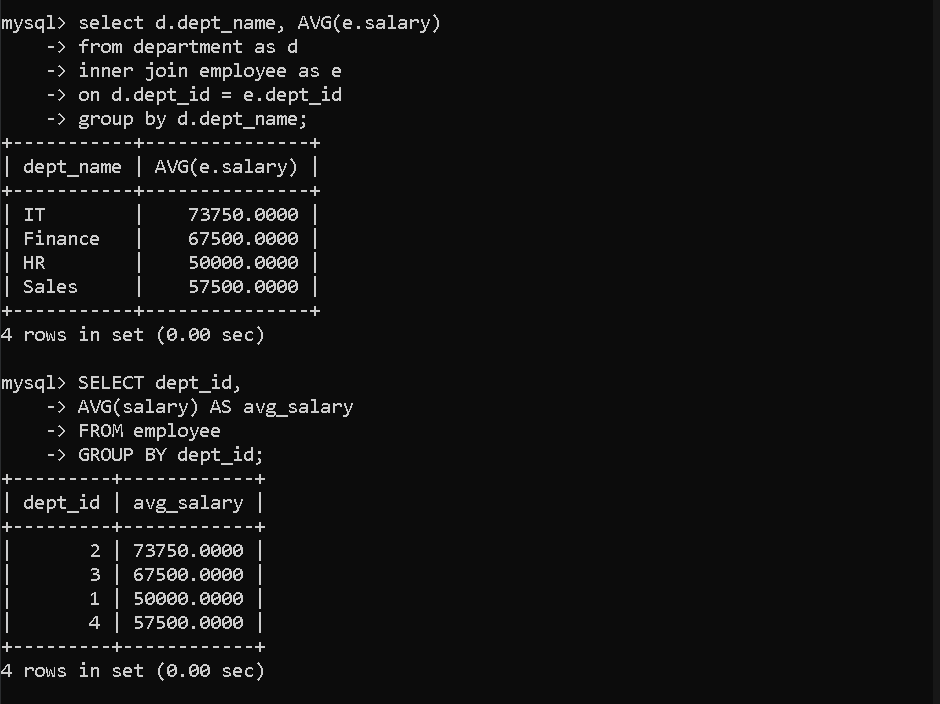 mysql> select d.dept_name, AVG(e.salary)
    -> from department as d
    -> inner join employee as e
    -> on d.dept_id = e.dept_id
    -> group by d.dept_name;
+-----------+---------------+
| dept_name | AVG(e.salary) |
+-----------+---------------+
| IT        |    73750.0000 |
| Finance   |    67500.0000 |
| HR        |    50000.0000 |
| Sales     |    57500.0000 |
+-----------+---------------+
4 rows in set (0.00 sec)

mysql> SELECT dept_id,
    -> AVG(salary) AS avg_salary
    -> FROM employee
    -> GROUP BY dept_id;
+---------+------------+
| dept_id | avg_salary |
+---------+------------+
|       2 | 73750.0000 |
|       3 | 67500.0000 |
|       1 | 50000.0000 |
|       4 | 57500.0000 |
+---------+------------+
4 rows in set (0.00 sec)